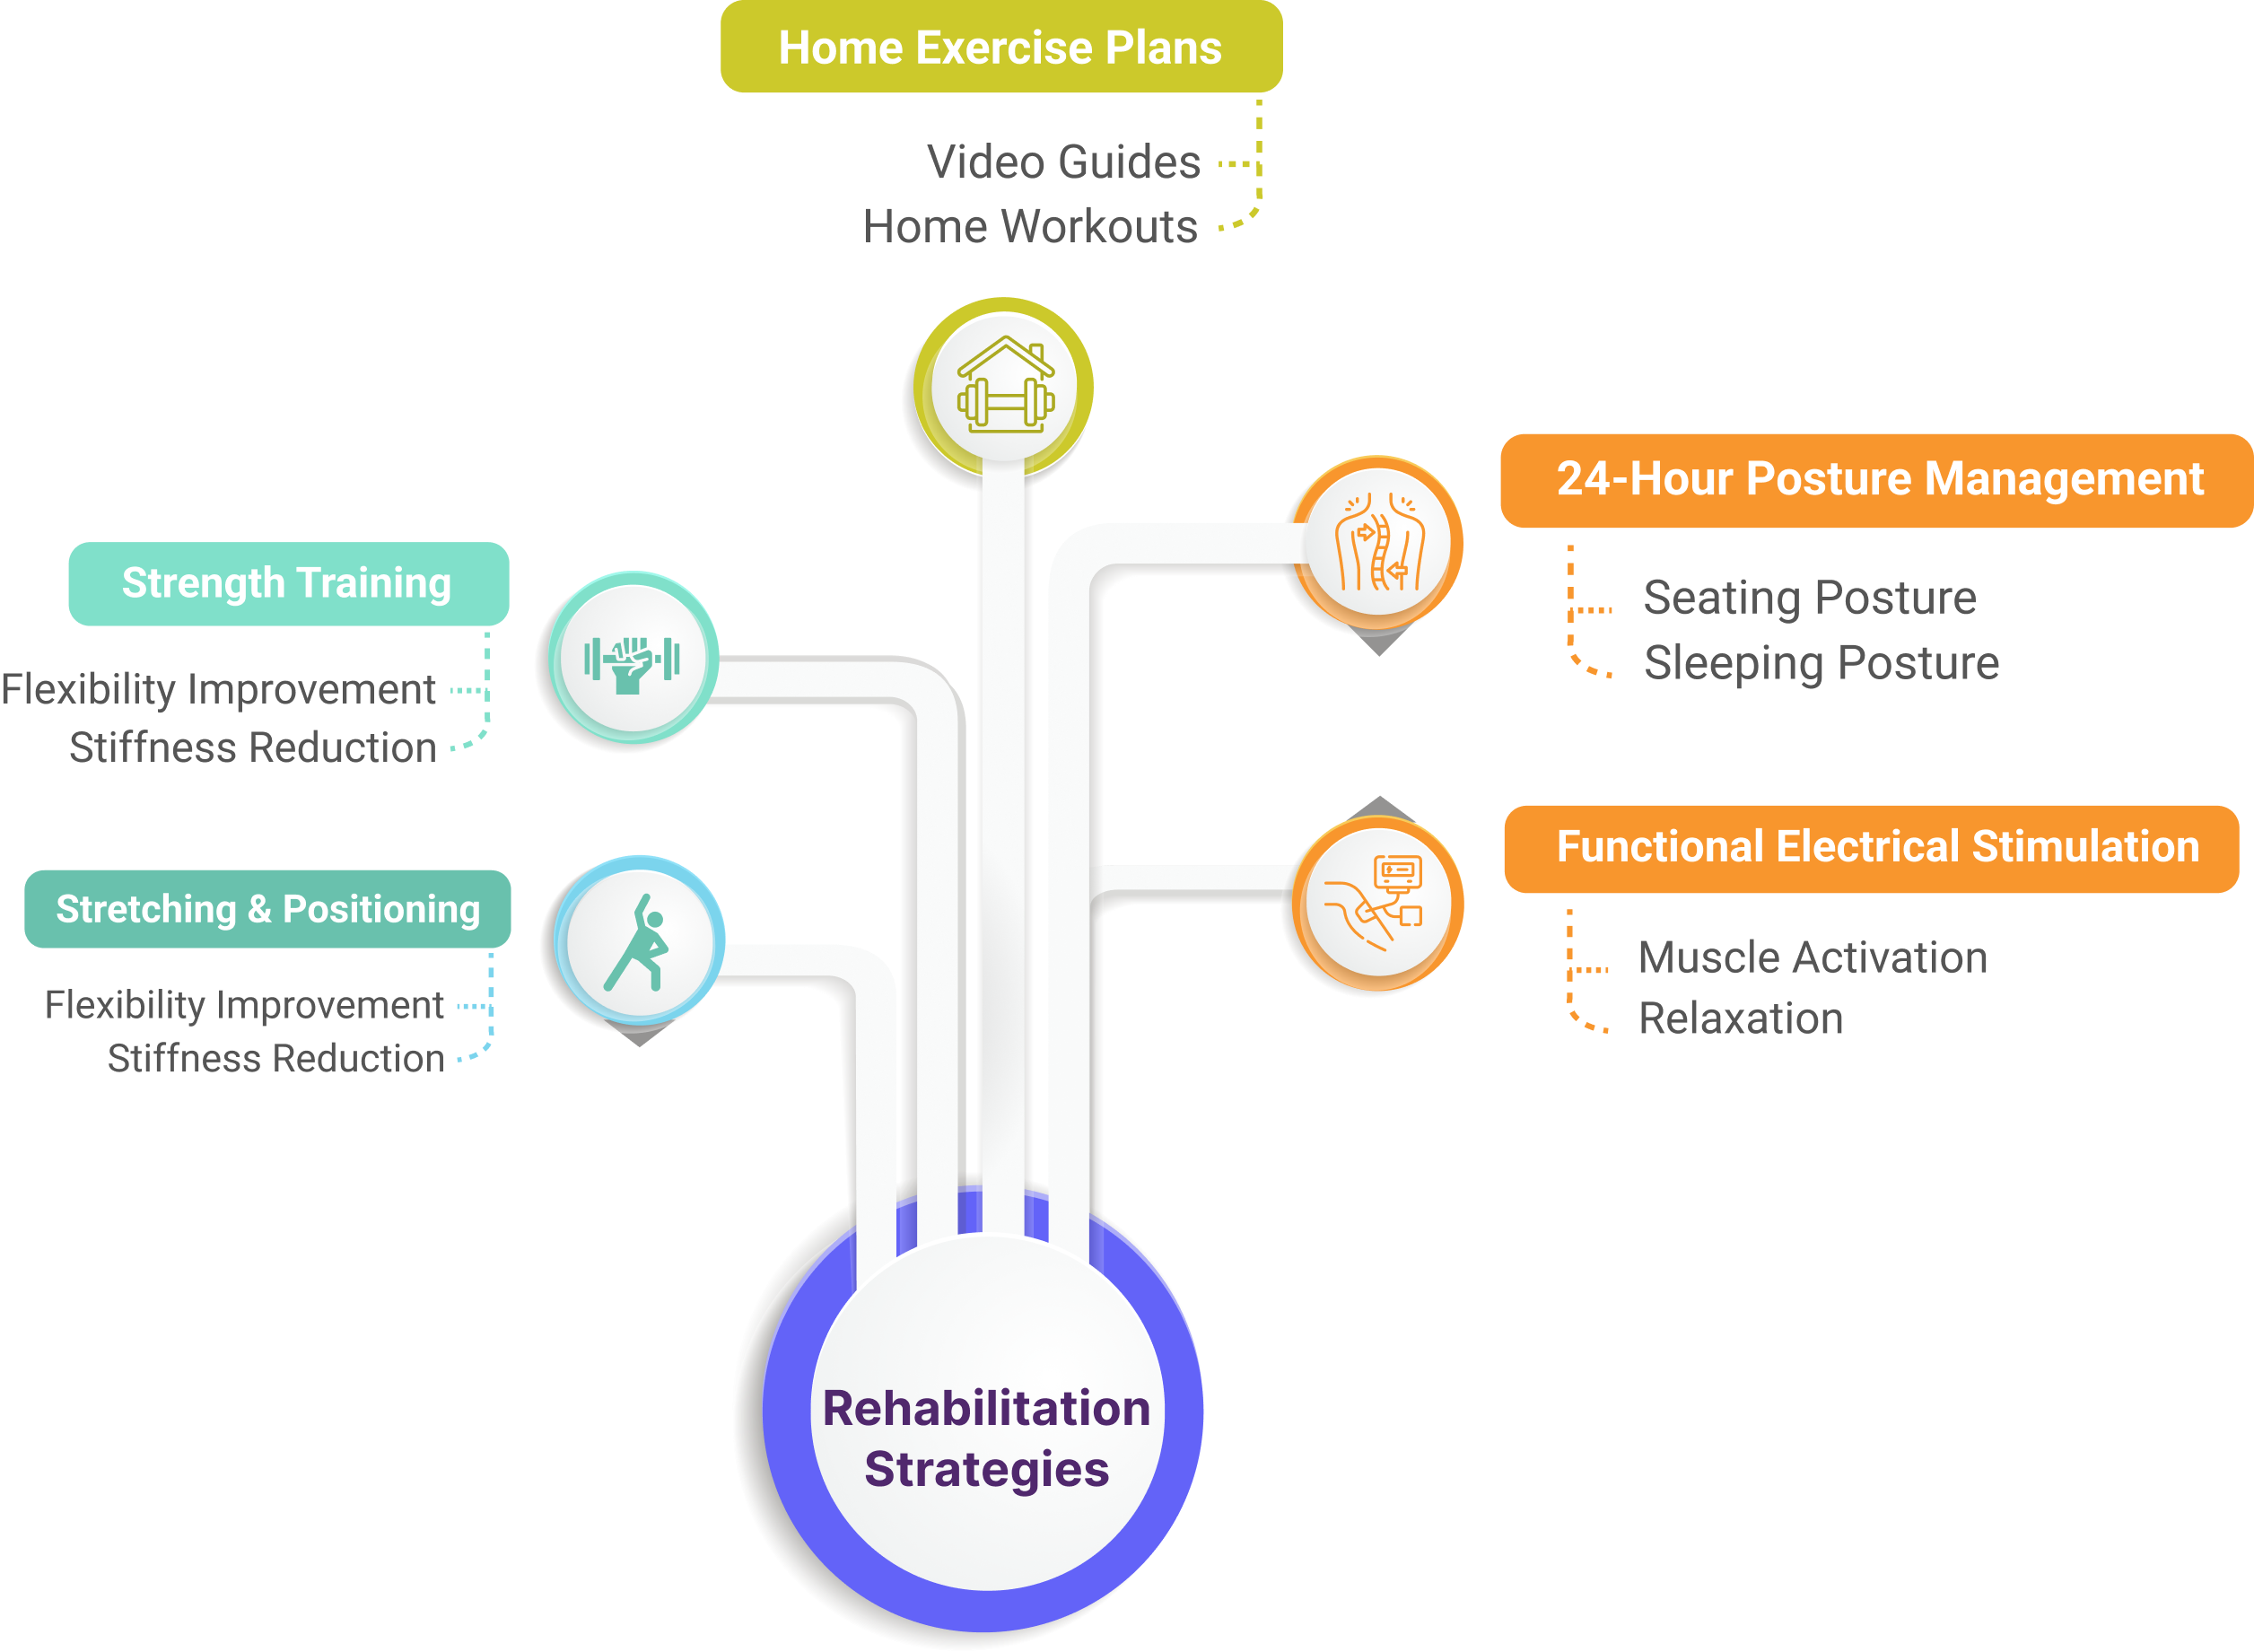 Home Exercise Plans
Video Guides
Home Workouts
24-Hour Posture Management
Seating Posture
Sleeping Posture
Strength Training
Flexibility Improvement
Stiffness Reduction
Functional Electrical Stimulation
Muscle Activation
Relaxation
Stretching & Positioning
Flexibility Improvement
Stiffness Reduction
Rehabilitation
Strategies